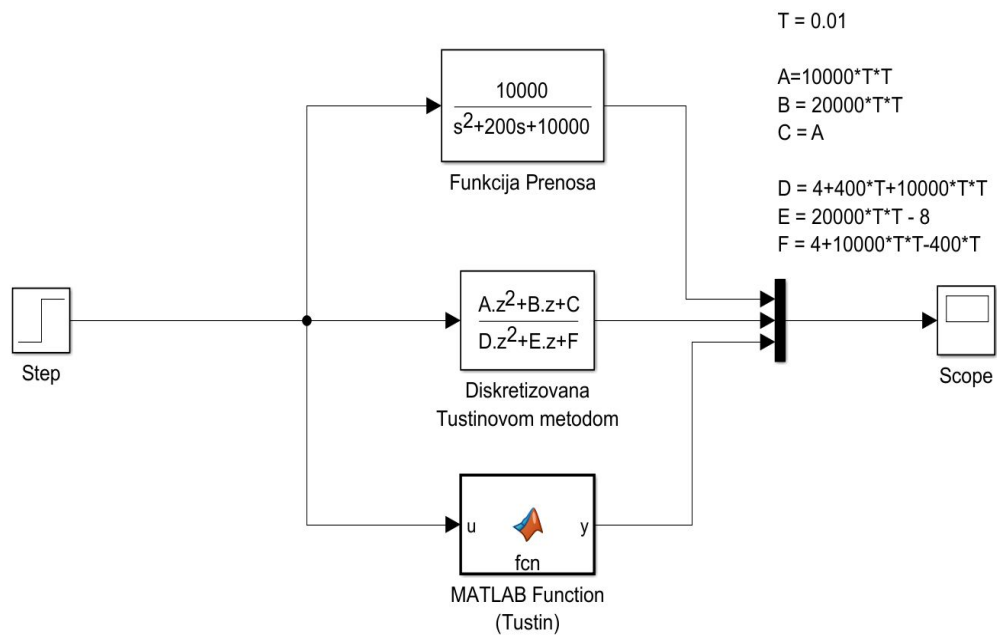 T = 0.01
A=10000*T*T
B = 20000*T*T
C = A
D = 4+400*T+10000*T*T
E = 20000*T*T - 8
F = 4+10000*T*T-400*T
10000
s²+200s+10000
Funkcija Prenosa
Step
A.z²+B.z+C
D.z²+E.z+F
Diskretizovana
Tustinovom metodom
Scope
u
y
fcn
MATLAB Function
(Tustin)